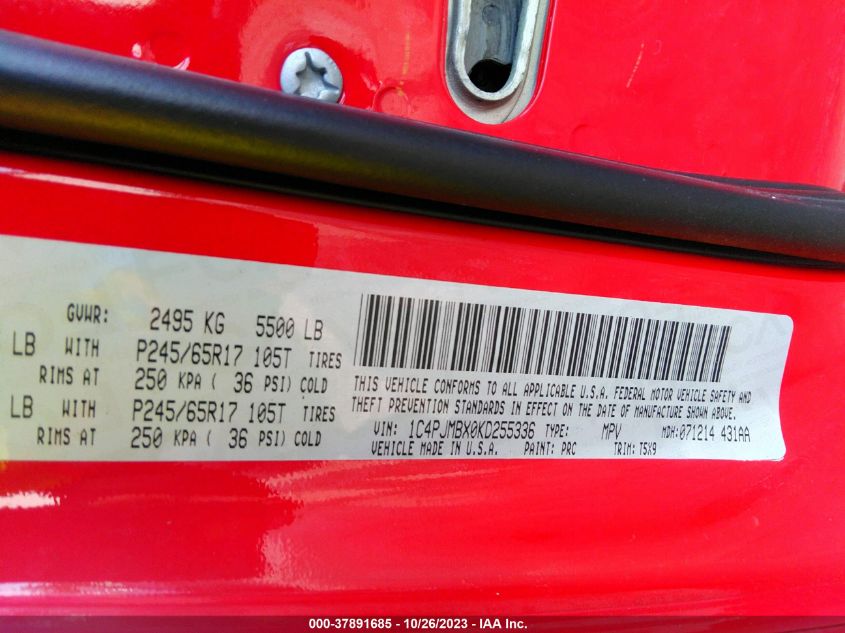 GVWR: 2495 KG 5500 LB
LB WITH P245/65R17 105T TIRES
RIMS AT 250 KPA ( 36 PSI) COLD
LB WITH P245/65R17 105T TIRES
RIMS AT 250 KPA ( 36 PSI) COLD
THIS VEHICLE CONFORMS TO ALL APPLICABLE U.S.A. FEDERAL MOTOR VEHICLE SAFETY AND
THEFT PREVENTION STANDARDS IN EFFECT ON THE DATE OF MANUFACTURE SHOWN ABOVE.
VIN: 1C4PJMBX0KD255336 TYPE: MPV MDH: 071214 431AA
VEHICLE MADE IN U.S.A. PAINT: PRC TRIM: T5X9
000-37891685 - 10/26/2023 - IAA Inc.